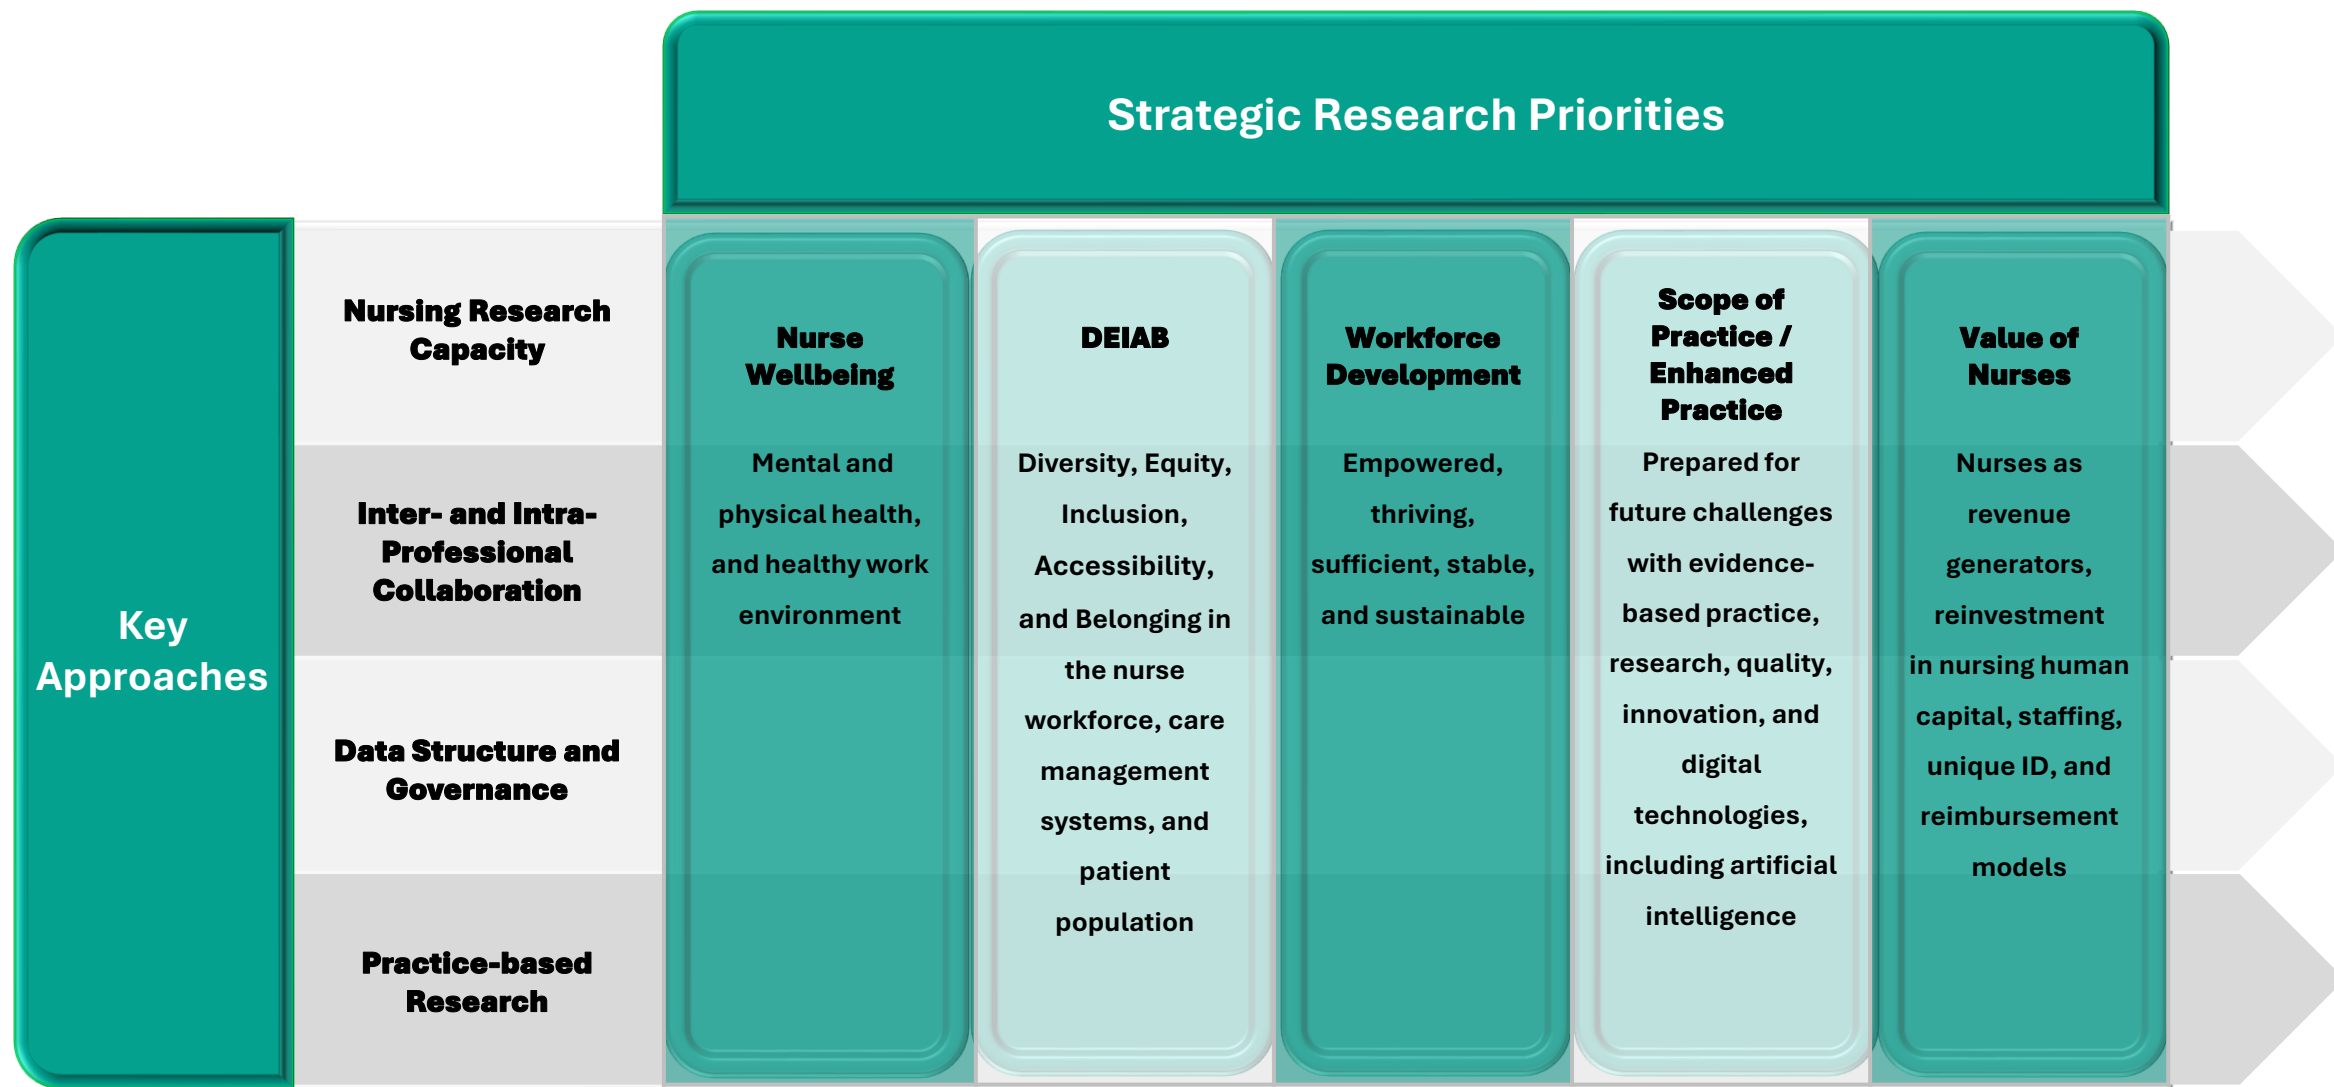 Strategic Research Priorities
Key
Approaches
Nursing Research
Capacity
Inter- and Intra-
Professional
Collaboration
Data Structure and
Governance
Practice-based
Research
Nurse
Wellbeing
Mental and
physical health,
and healthy work
environment
DEIAB
Diversity, Equity,
Inclusion,
Accessibility,
and Belonging in
the nurse
workforce, care
management
systems, and
patient
population
Workforce
Development
Empowered,
thriving,
sufficient, stable,
and sustainable
Scope of
Practice /
Enhanced
Practice
Prepared for
future challenges
with evidence-
based practice,
research, quality,
innovation, and
digital
technologies,
including artificial
intelligence
Value of
Nurses
Nurses as
revenue
generators,
reinvestment
in nursing human
capital, staffing,
unique ID, and
reimbursement
models